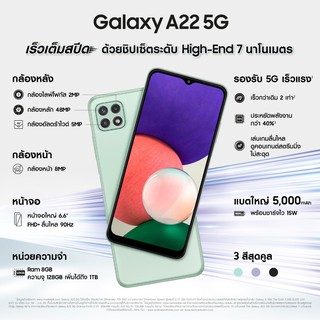 Galaxy A22 5G
เร็วเต็มสปีด ด้วยชิปเซ็ตระดับ High-End 7 นาโนเมตร
กล้องหลัง
กล้องไลฟ์โฟกัส 2MP
กล้องหลัก 48MP
กล้องอัลตร้าไวด์ 5MP
กล้องหน้า
กล้องหน้า 8MP
หน้าจอ
หน้าจอใหญ่ 6.6"
FHD+ ลื่นไหล 90Hz
หน่วยความจำ
Ram 8GB
ความจุ 128GB เพิ่มได้ถึง 1TB
รองรับ 5G เร็วแรง
เร็วกว่าเดิม 2 เท่า
ประหยัดพลังงาน
กว่า 40%
เล่นเกมลื่นไหล
ดูคอนเทนต์สตรีมมิ่ง
ไม่สะดุด
แบตใหญ่ 5,000 mAh
พร้อมชาร์จไว 15W
3 สีสุดคูล